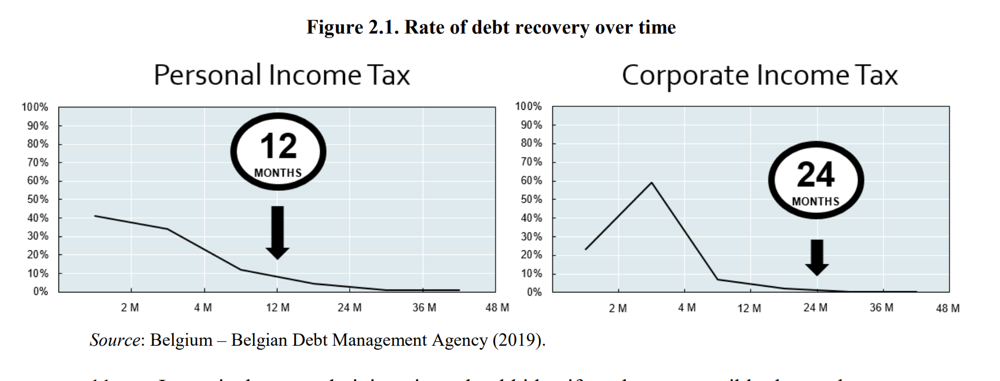 Figure 2.1. Rate of debt recovery over time
Personal Income Tax
100%
90%
80%
70%
60%
50%
40%
30%
20%
10%
0%
12
MONTHS
2 M
4 M
12 M
24 M
36 M
48 M
Corporate Income Tax
100%
90%
80%
70%
60%
50%
40%
30%
20%
10%
0%
24
MONTHS
2 M
4 M
12 M
24 M
36 M
48 M
Source: Belgium – Belgian Debt Management Agency (2019).